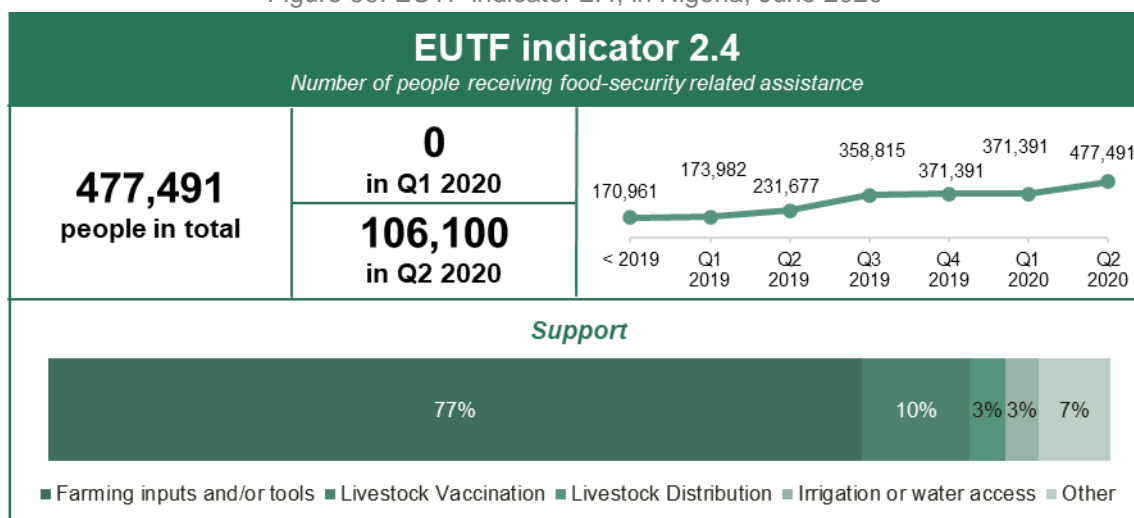 EUTF indicator 2.4
Number of people receiving food-security related assistance
477,491
people in total
0
in Q1 2020
106,100
in Q2 2020
170,961
173,982
231,677
358,815
371,391
371,391
477,491
< 2019
Q1
2019
Q2
2019
Q3
2019
Q4
2019
Q1
2020
Q2
2020
Support
77%
10%
3%
3%
7%
Farming inputs and/or tools
Livestock Vaccination
Livestock Distribution
Irrigation or water access
Other